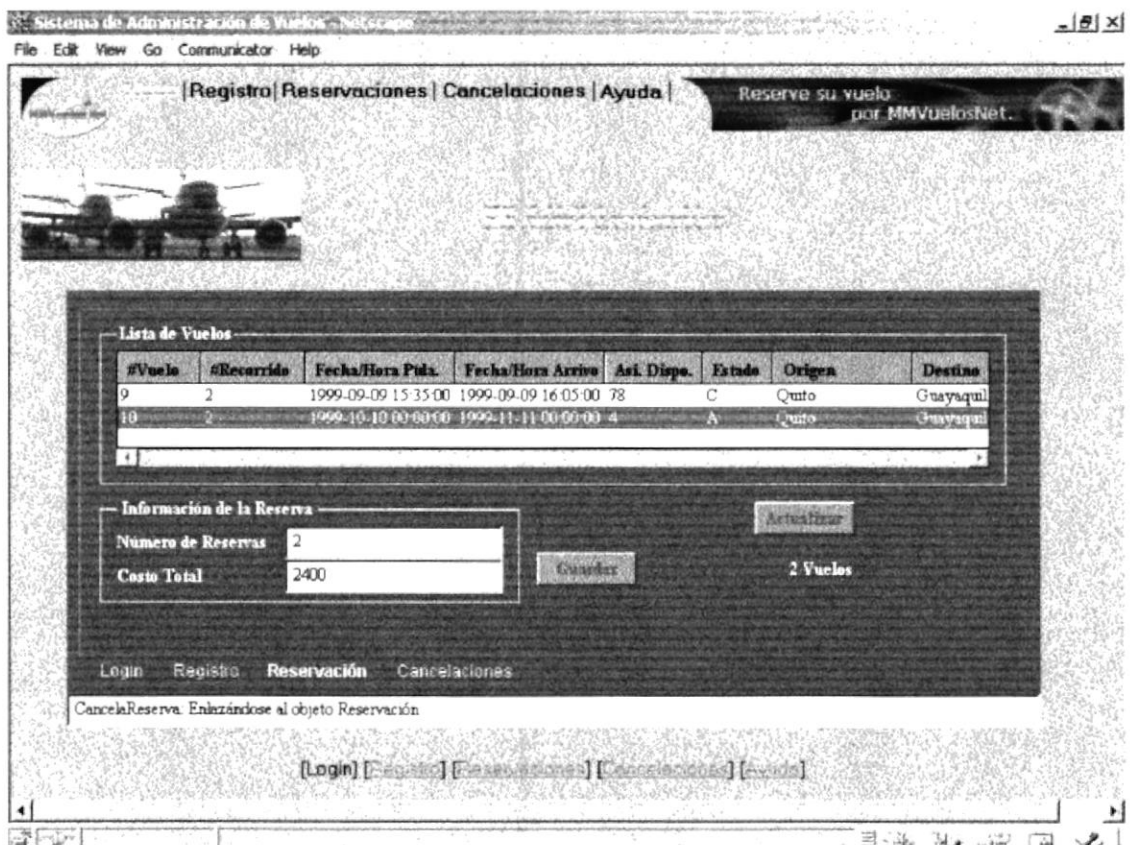 Sistema de Administración de Vuelos - Netscape
File Edit View Go Communicator Help
|Registro|Reservaciones|Cancelaciones|Ayuda|
Reserve su vuelo
por MMVuelosNet.
Lista de Vuelos
#Vuelo #Recorrido Fecha/Hora Ptda. Fecha/Hora Arrivo Asi. Dispo. Estado Origen Destino
9 2 1999-09-09 15:35:00 1999-09-09 16:05:00 78 C Quito Guayaquil
10 2 1999-10-10 00:00:00 1999-11-11 00:00:00 4 A Quito Guayaquil
Información de la Reserva
Actualizar
Número de Reservas 2
Costo Total 2400
Guardar
2 Vuelos
Login Registro Reservación Cancelaciones
CancelaReserva: Enlazándose al objeto Reservación
[Login] [Registro] [Reservaciones] [Cancelaciones] [Ayuda]